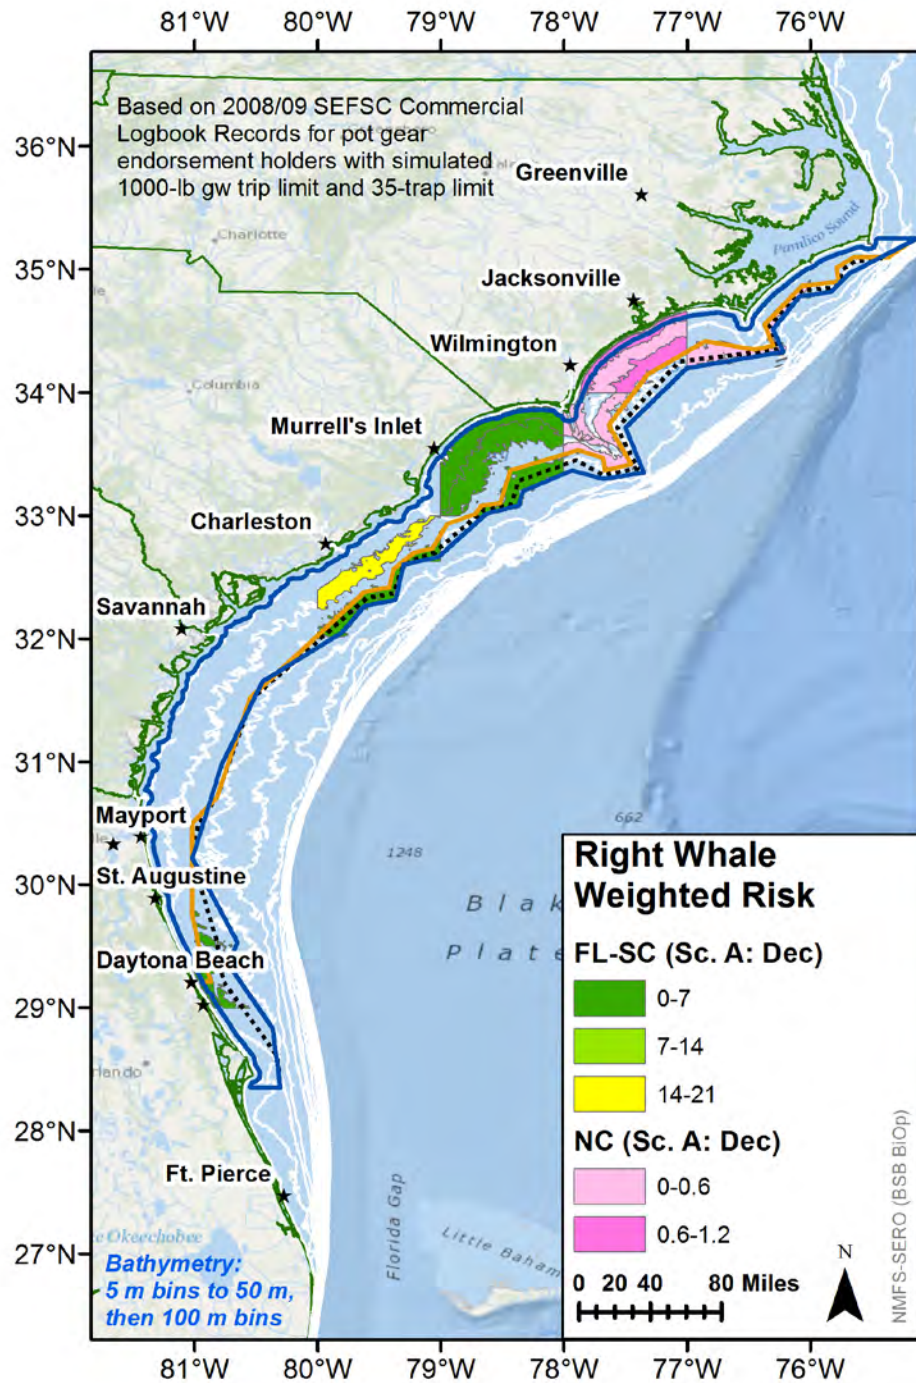 81°W 80°W 79°W 78°W 77°W 76°W
Based on 2008/09 SEFSC Commercial
Logbook Records for pot gear
endorsement holders with simulated
1000-lb gw trip limit and 35-trap limit
36°N
Greenville
Charlotte
Pamlico Sound
35°N
Jacksonville
Wilmington
34°N
Columbia
Murrell's Inlet
33°N
Charleston
Savannah
32°N
31°N
Mayport
662
1248
30°N
St. Augustine
Blak
Plate
Daytona Beach
29°N
rlando
28°N
Ft. Pierce
Florida Gap
27°N
e Okeechobee
Little Baham
Bathymetry:
5 m bins to 50 m,
then 100 m bins
Right Whale
Weighted Risk
FL-SC (Sc. A: Dec)
0-7
7-14
14-21
NC (Sc. A: Dec)
0-0.6
0.6-1.2
N
0 20 40 80 Miles
NMFS-SERO (BSB BiOp)
81°W 80°W 79°W 78°W 77°W 76°W